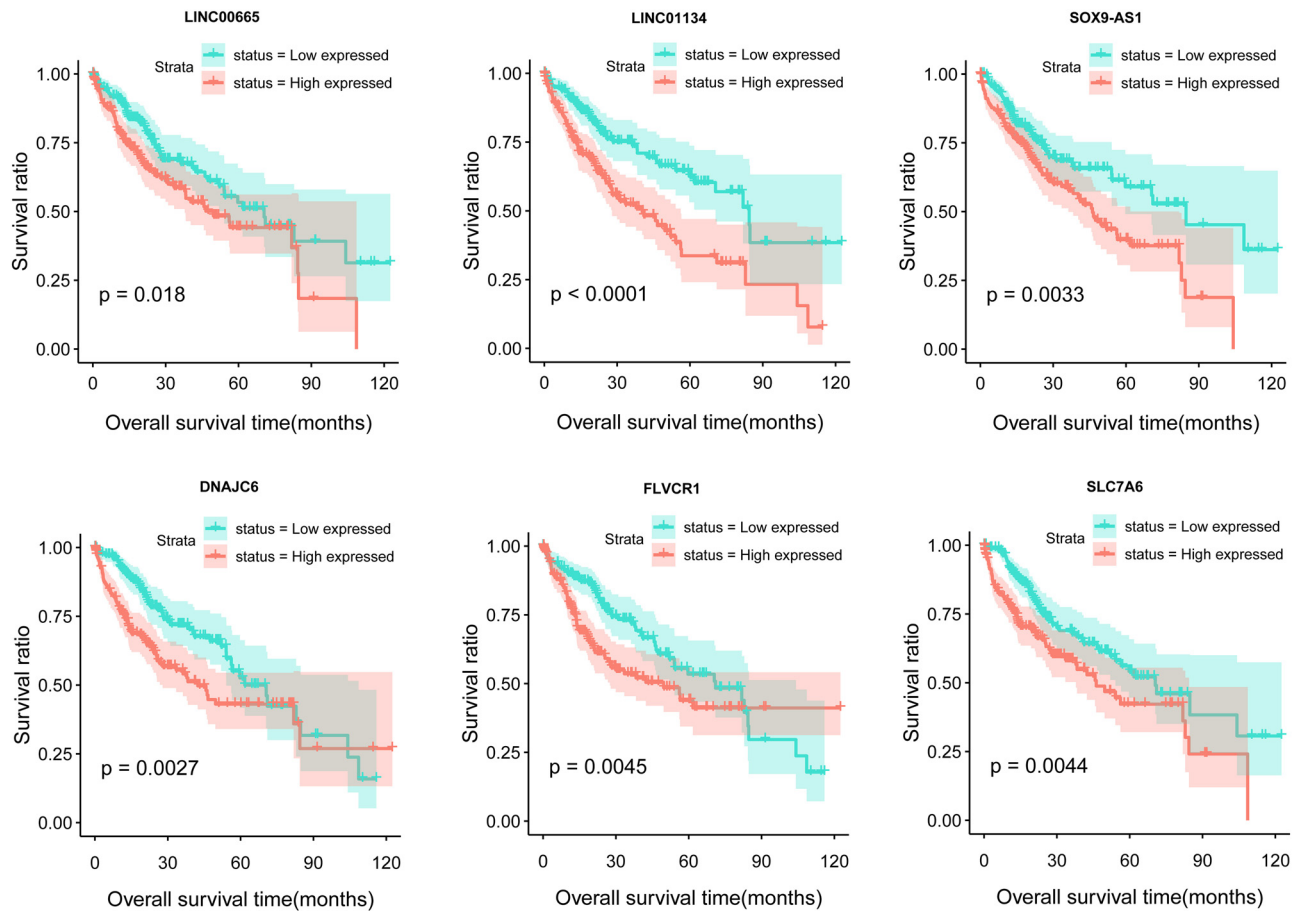 LINC00665
Strata
status = Low expressed
status = High expressed
Survival ratio
1.00
0.75
0.50
0.25
0.00
p = 0.018
0 30 60 90 120
Overall survival time(months)
LINC01134
Strata
status = Low expressed
status = High expressed
Survival ratio
1.00
0.75
0.50
0.25
0.00
p < 0.0001
0 30 60 90 120
Overall survival time(months)
SOX9-AS1
Strata
status = Low expressed
status = High expressed
Survival ratio
1.00
0.75
0.50
0.25
0.00
p = 0.0033
0 30 60 90 120
Overall survival time(months)
DNAJC6
Strata
status = Low expressed
status = High expressed
Survival ratio
1.00
0.75
0.50
0.25
0.00
p = 0.0027
0 30 60 90 120
Overall survival time(months)
FLVCR1
Strata
status = Low expressed
status = High expressed
Survival ratio
1.00
0.75
0.50
0.25
0.00
p = 0.0045
0 30 60 90 120
Overall survival time(months)
SLC7A6
Strata
status = Low expressed
status = High expressed
Survival ratio
1.00
0.75
0.50
0.25
0.00
p = 0.0044
0 30 60 90 120
Overall survival time(months)